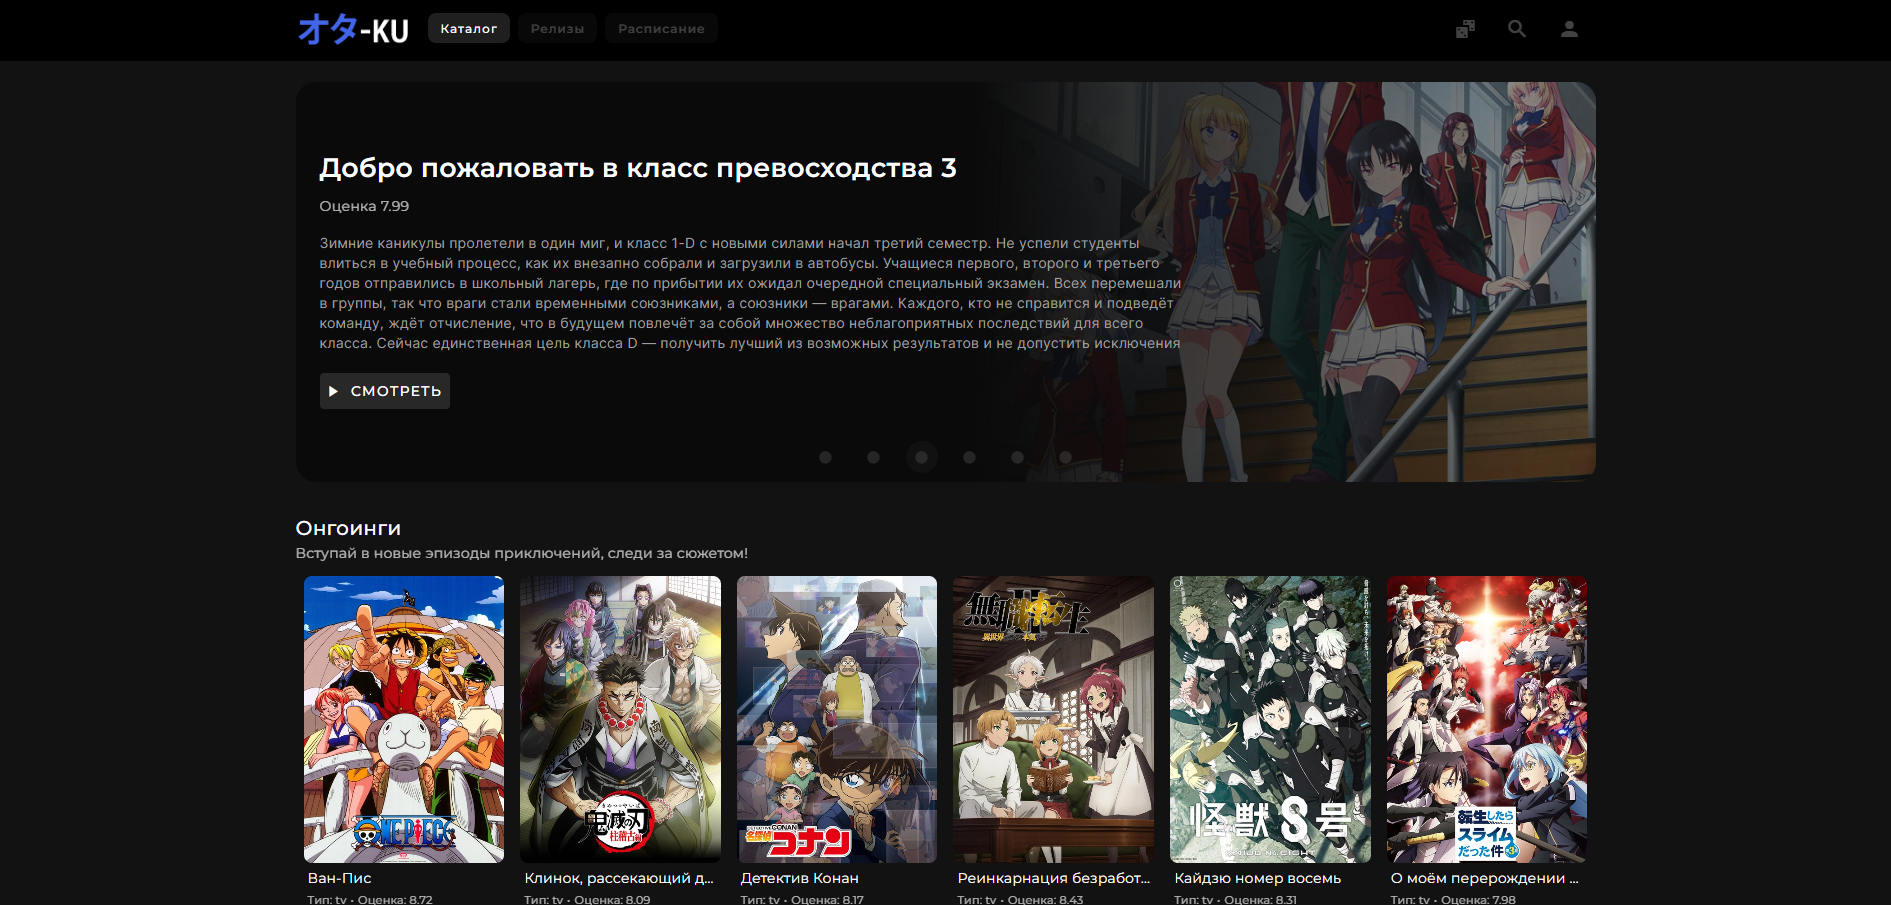 オタ-KU
Каталог
Релизы
Расписание
Добро пожаловать в класс превосходства 3
Оценка 7.99
Зимние каникулы пролетели в один миг, и класс 1-D с новыми силами начал третий семестр. Не успели студенты
влиться в учебный процесс, как их внезапно собрали и загрузили в автобусы. Учащиеся первого, второго и третьего
годов отправились в школьный лагерь, где по прибытии их ожидал очередной специальный экзамен. Всех перемешали
в группы, так что враги стали временными союзниками, а союзники — врагами. Каждого, кто не справится и подведёт
команду, ждёт отчисление, что в будущем повлечёт за собой множество неблагоприятных последствий для всего
класса. Сейчас единственная цель класса D — получить лучший из возможных результатов и не допустить исключения
СМОТРЕТЬ
Онгоинги
Вступай в новые эпизоды приключений, следи за сюжетом!
ONE PIECE
鬼滅の刃
柱稽古編
DETECTIVE CONAN
名探偵
コナン
無職転生
II
異世界
本気
怪獣8号
転生したら
スライム
だった件
Ван-Пис
Тип: tv • Оценка: 8.72
Клинок, рассекающий д...
Тип: tv • Оценка: 8.09
Детектив Конан
Тип: tv • Оценка: 8.17
Реинкарнация безработ...
Тип: tv • Оценка: 8.43
Кайдзю номер восемь
Тип: tv • Оценка: 8.31
О моём перерождении ...
Тип: tv • Оценка: 7.98